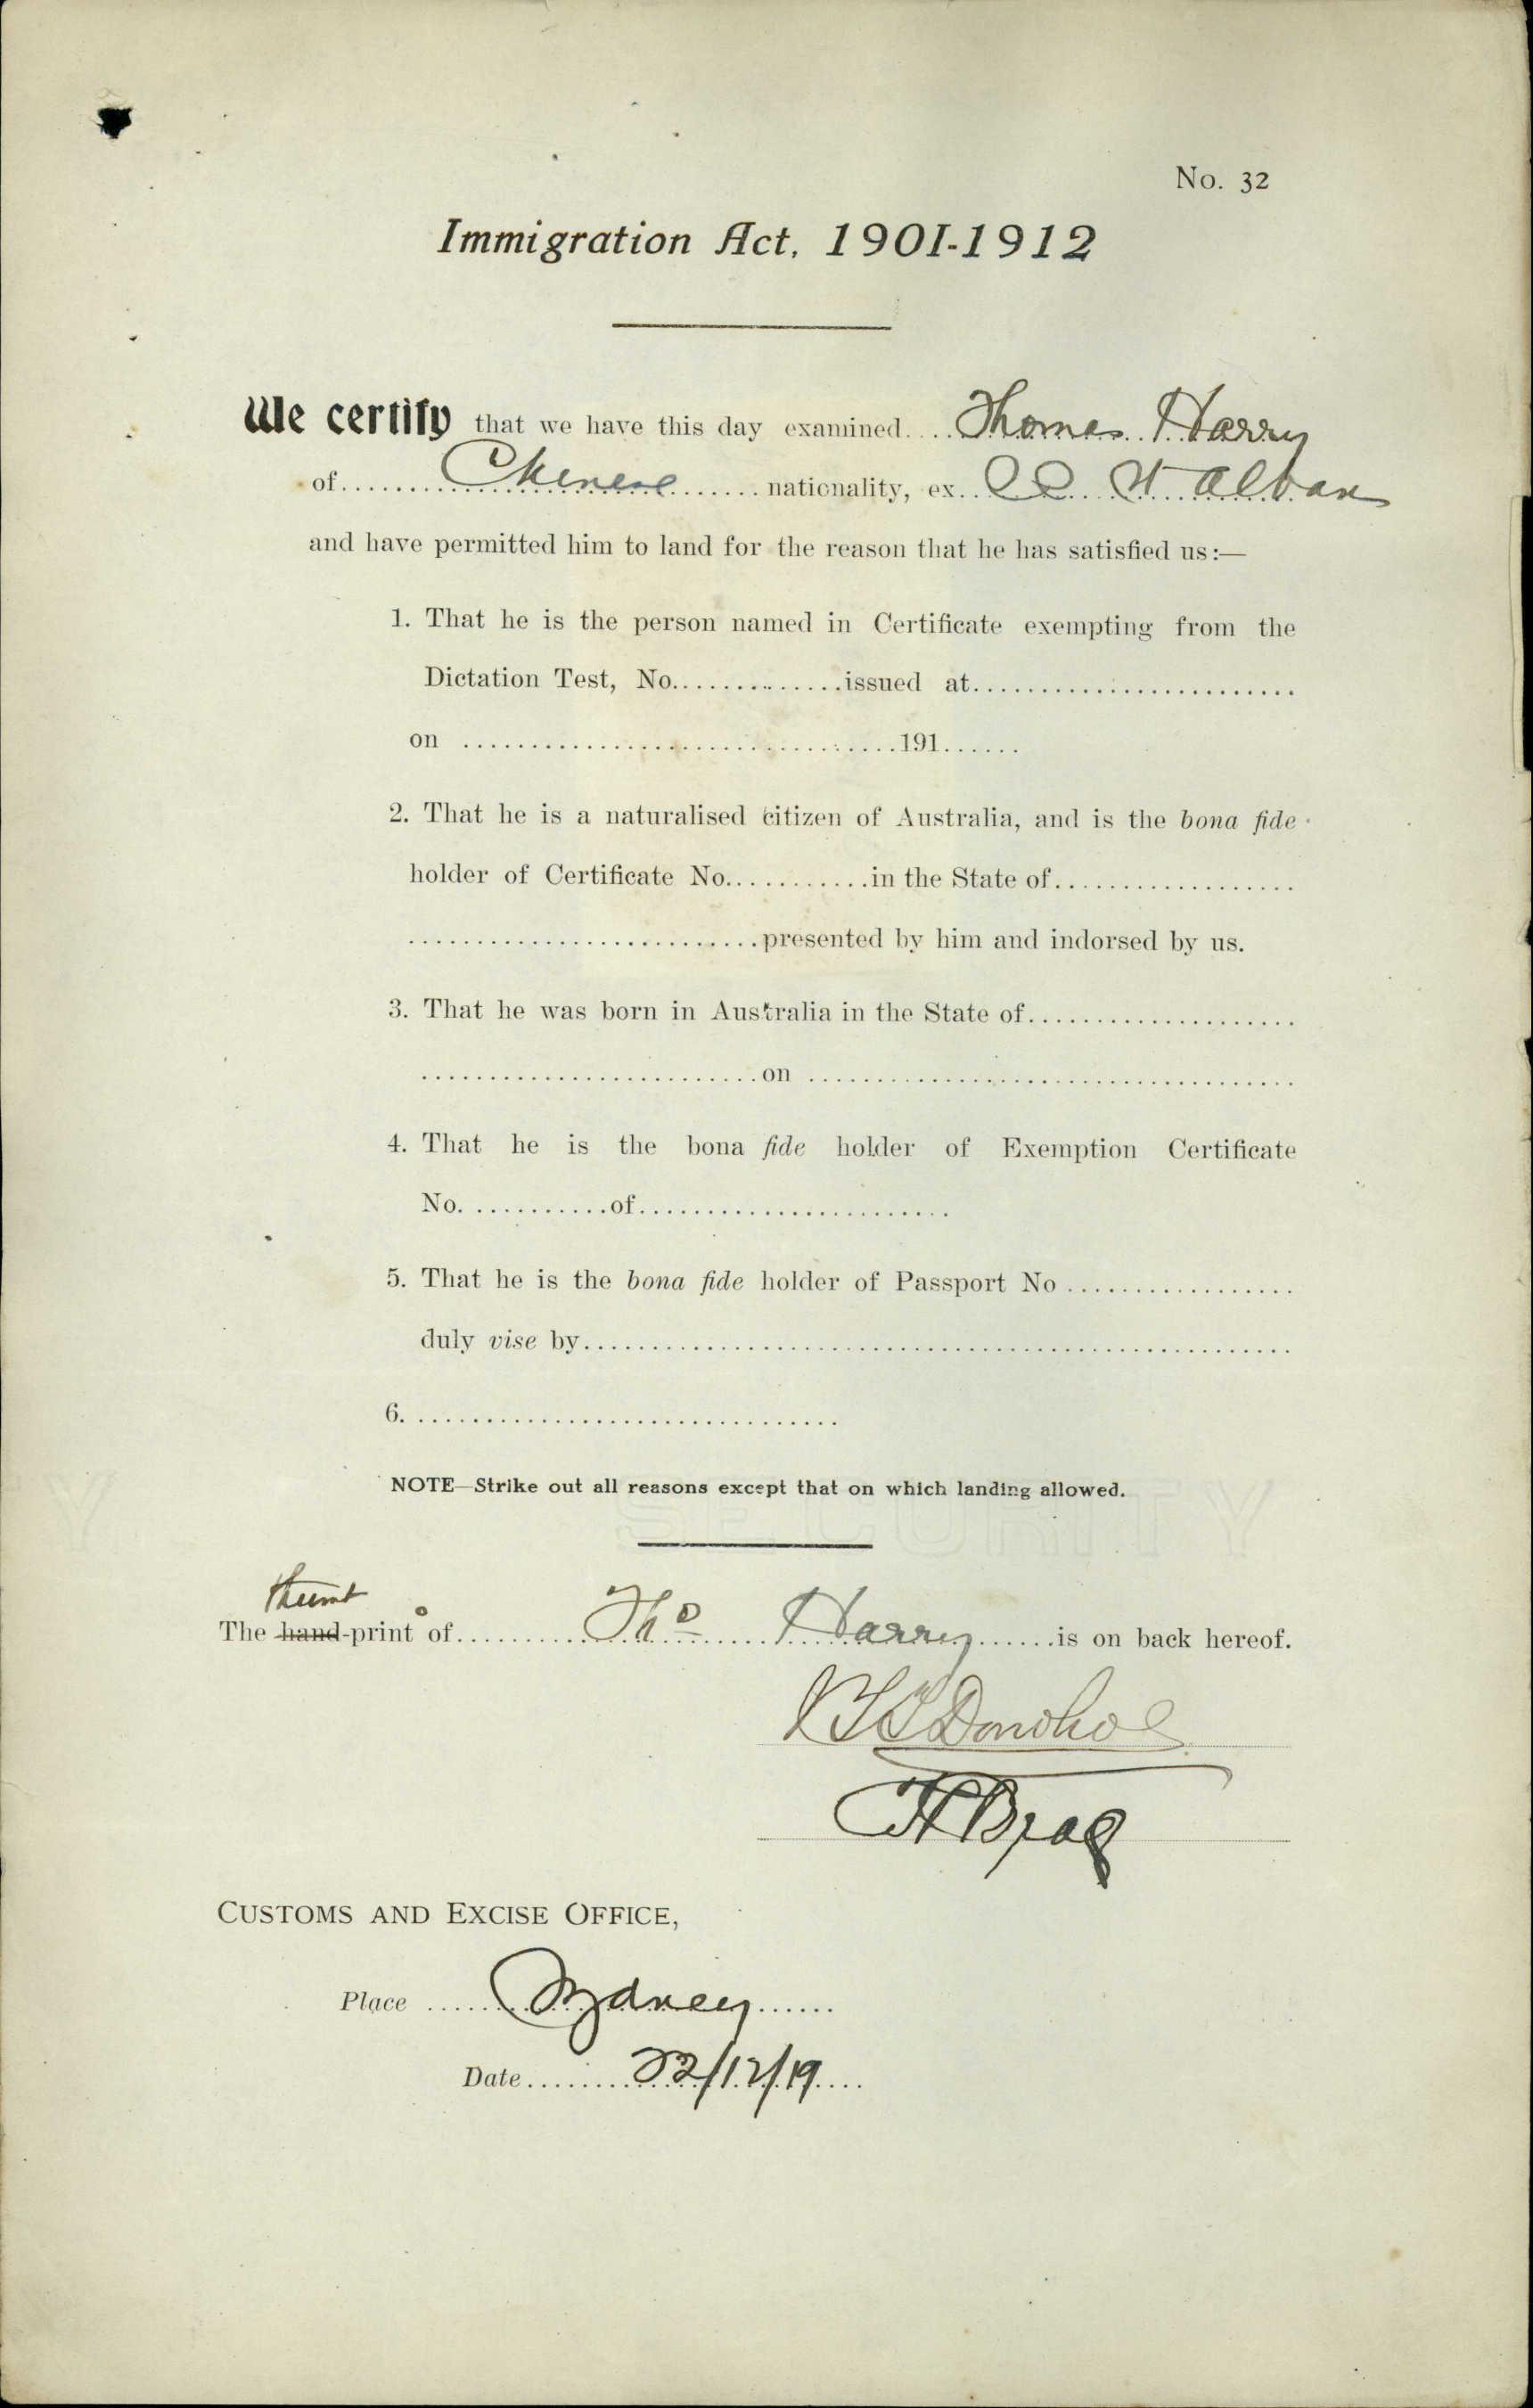 No. 32
Immigration Act, 1901-1912
We certify that we have this day examined.... Thomas Harry
of.......... Chinese ....... nationality, ex.. SS St Alban
and have permitted him to land for the reason that he has satisfied us:—
1. That he is the person named in Certificate exempting from the
Dictation Test, No...............issued at........................
on ................................191......
2. That he is a naturalised citizen of Australia, and is the bona fide
holder of Certificate No............in the State of..................
..........................presented by him and indorsed by us.
3. That he was born in Australia in the State of....................
.........................on ....................................
4. That he is the bona fide holder of Exemption Certificate
No. ..........of.......................
5. That he is the bona fide holder of Passport No .................
duly vise by....................................................
6. ...............................
NOTE—Strike out all reasons except that on which landing allowed.
SECURITY
thumb
The hand-print of.......... Tho Harry ......is on back hereof.
Donohoe
CUSTOMS AND EXCISE OFFICE,
Place ...... Sydney ......
Date........ 22/12/19 ....